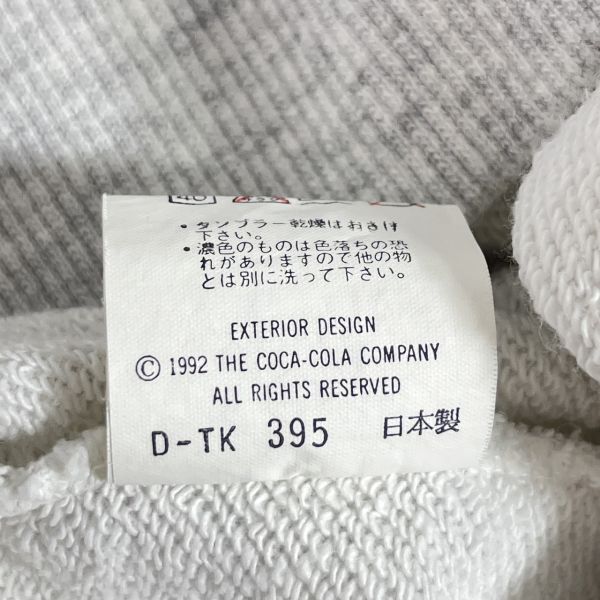 40
・タンブラー乾燥はおさけ
下さい。
・濃色のものは色落ちの恐
れがありますので他の物
とは別に洗って下さい。
EXTERIOR DESIGN
© 1992 THE COCA-COLA COMPANY
ALL RIGHTS RESERVED
D-TK 395 日本製